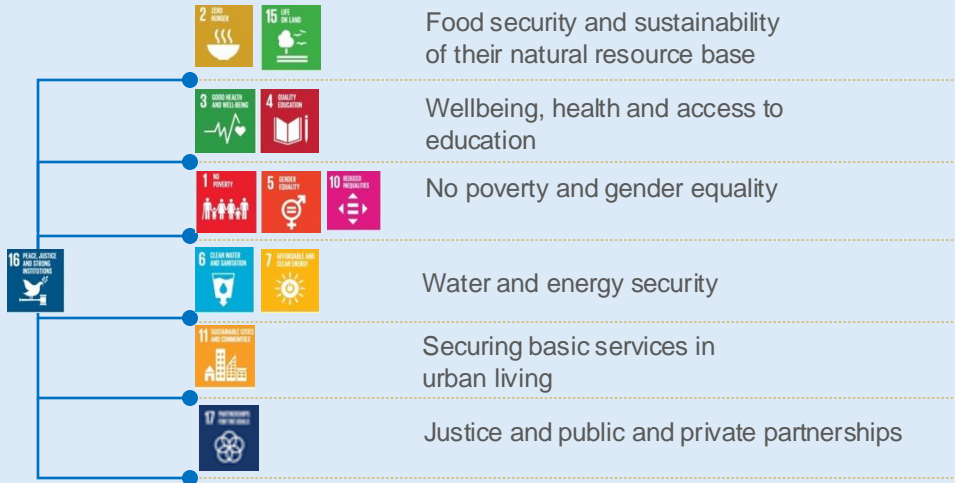 2 ZERO
HUNGER
15 LIFE
ON LAND
Food security and sustainability
of their natural resource base
3 GOOD HEALTH
AND WELL-BEING
4 QUALITY
EDUCATION
Wellbeing, health and access to
education
1 NO
POVERTY
5 GENDER
EQUALITY
10 REDUCED
INEQUALITIES
No poverty and gender equality
16 PEACE, JUSTICE
AND STRONG
INSTITUTIONS
6 CLEAN WATER
AND SANITATION
7 AFFORDABLE AND
CLEAN ENERGY
Water and energy security
11 SUSTAINABLE CITIES
AND COMMUNITIES
Securing basic services in
urban living
17 PARTNERSHIPS
FOR THE GOALS
Justice and public and private partnerships